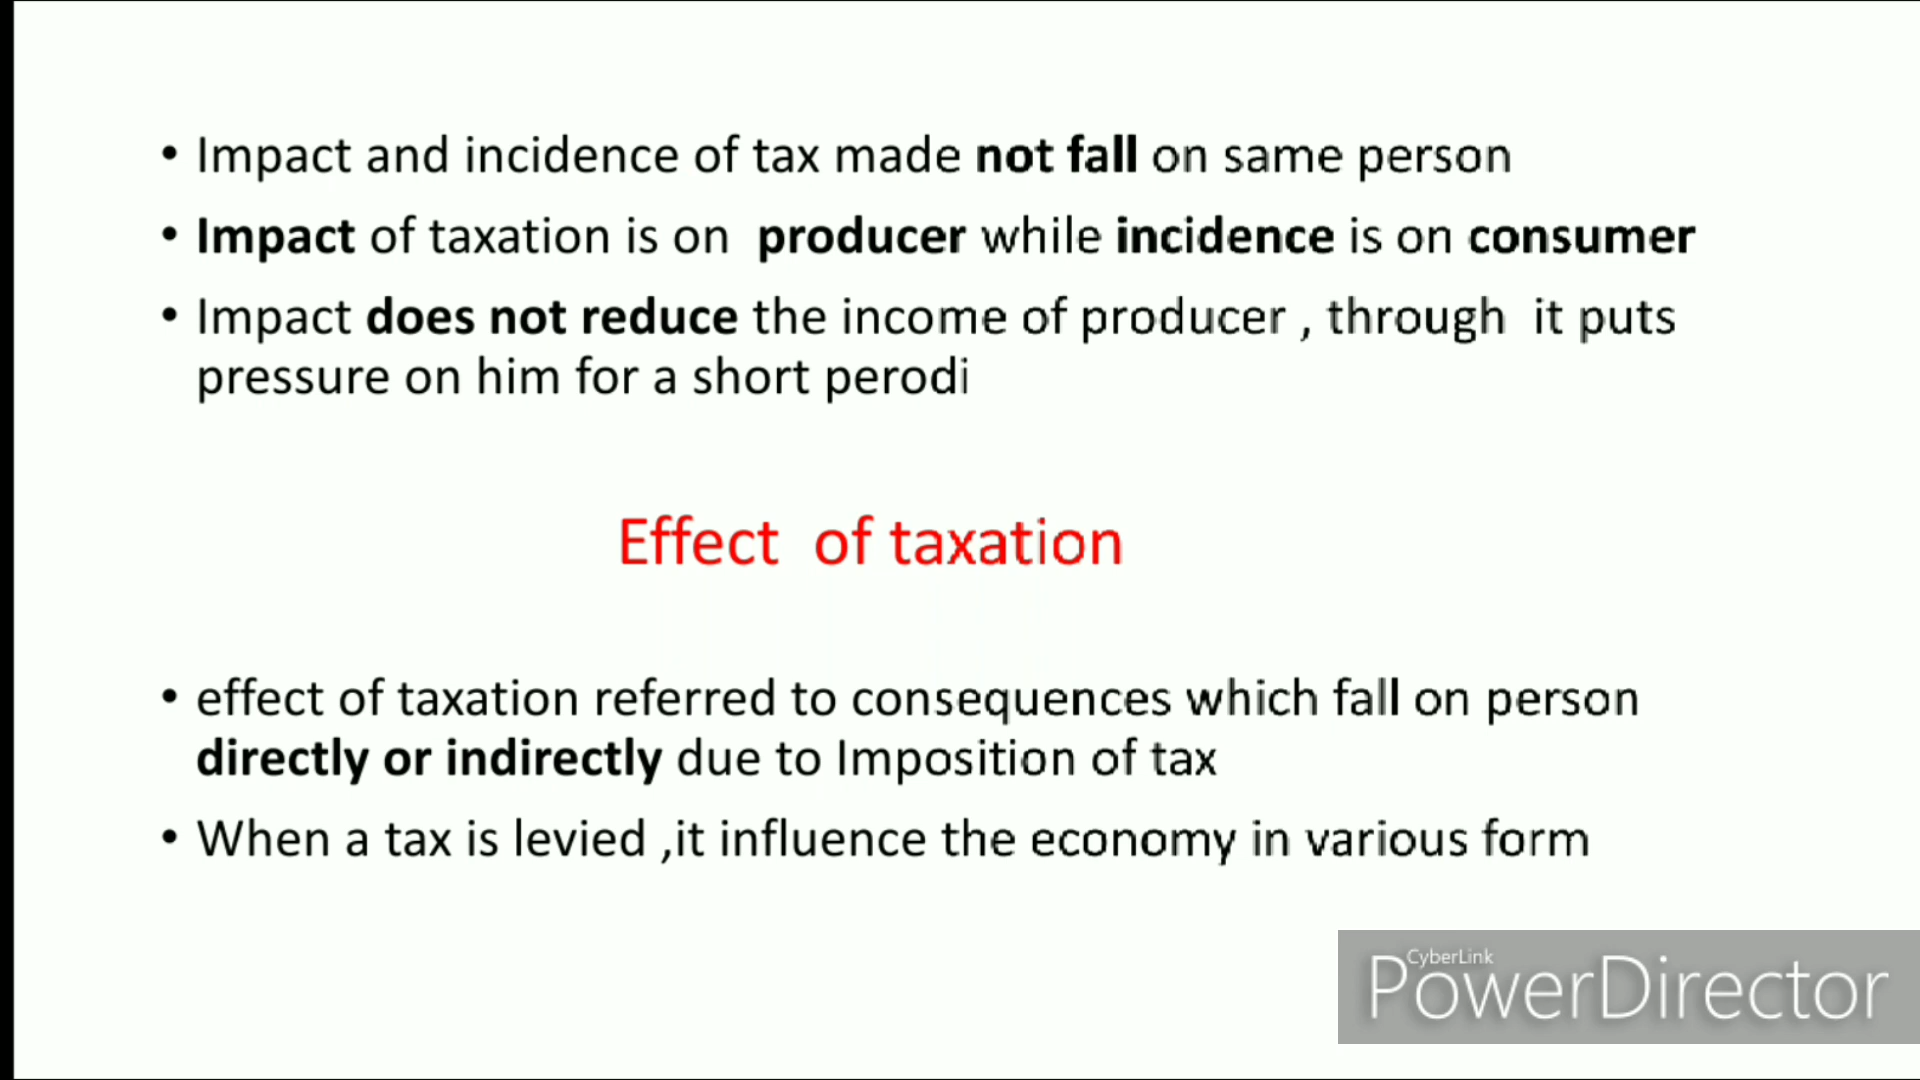 • Impact and incidence of tax made not fall on same person
• Impact of taxation is on producer while incidence is on consumer
• Impact does not reduce the income of producer , through it puts
pressure on him for a short perodi
Effect of taxation
• effect of taxation referred to consequences which fall on person
directly or indirectly due to Imposition of tax
• When a tax is levied ,it influence the economy in various form
CyberLink
PowerDirector